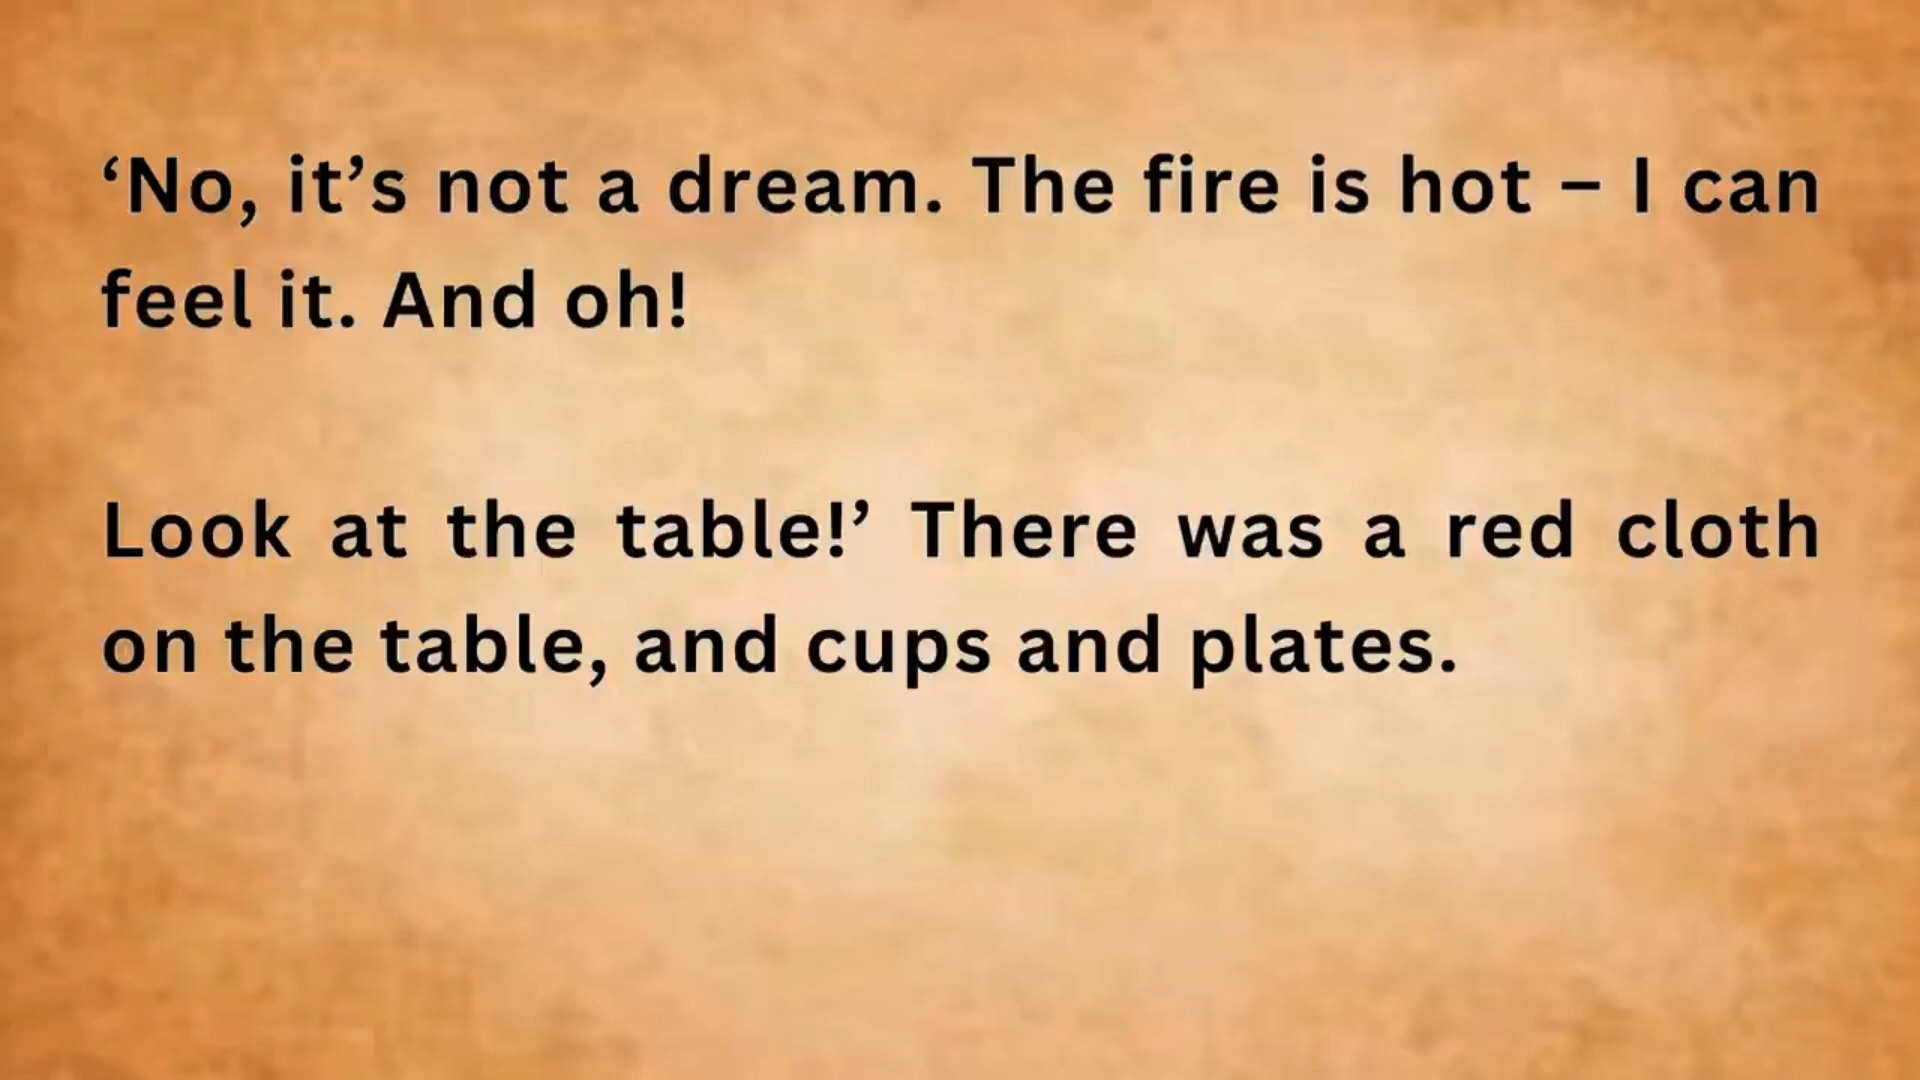 ‘No, it’s not a dream. The fire is hot – I can
feel it. And oh!
Look at the table!’ There was a red cloth
on the table, and cups and plates.